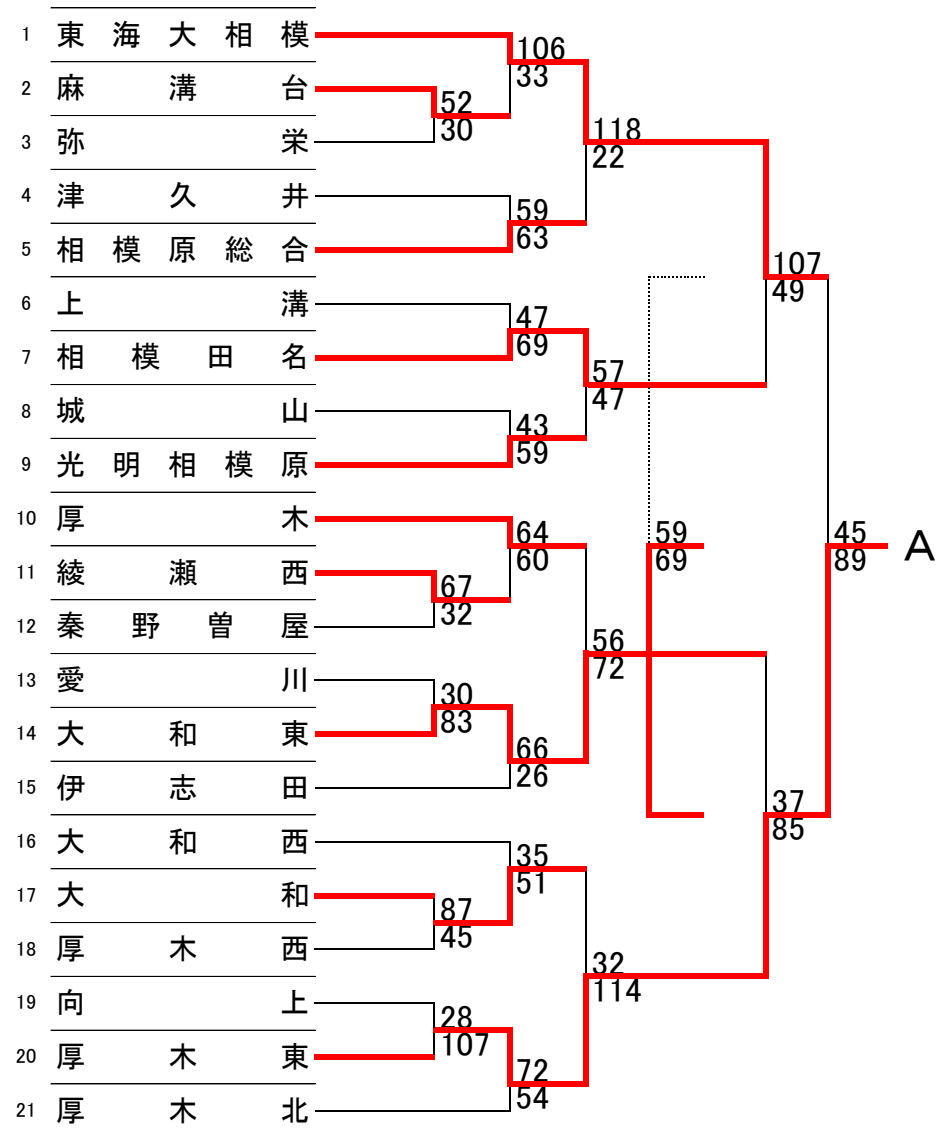 1 東海大相模
106
33
2 麻溝台
52
30
3 弥栄
118
22
4 津久井
59
63
5 相模原総合
107
49
6 上溝
47
69
7 相模田名
57
47
8 城山
43
59
9 光明相模原
10 厚木
64
60
59
69
45
89
A
11 綾瀬西
67
32
12 秦野曽屋
56
72
13 愛川
30
83
14 大和東
66
26
15 伊志田
37
85
16 大和西
35
51
17 大和
87
45
18 厚木西
32
114
19 向上
28
107
20 厚木東
72
54
21 厚木北